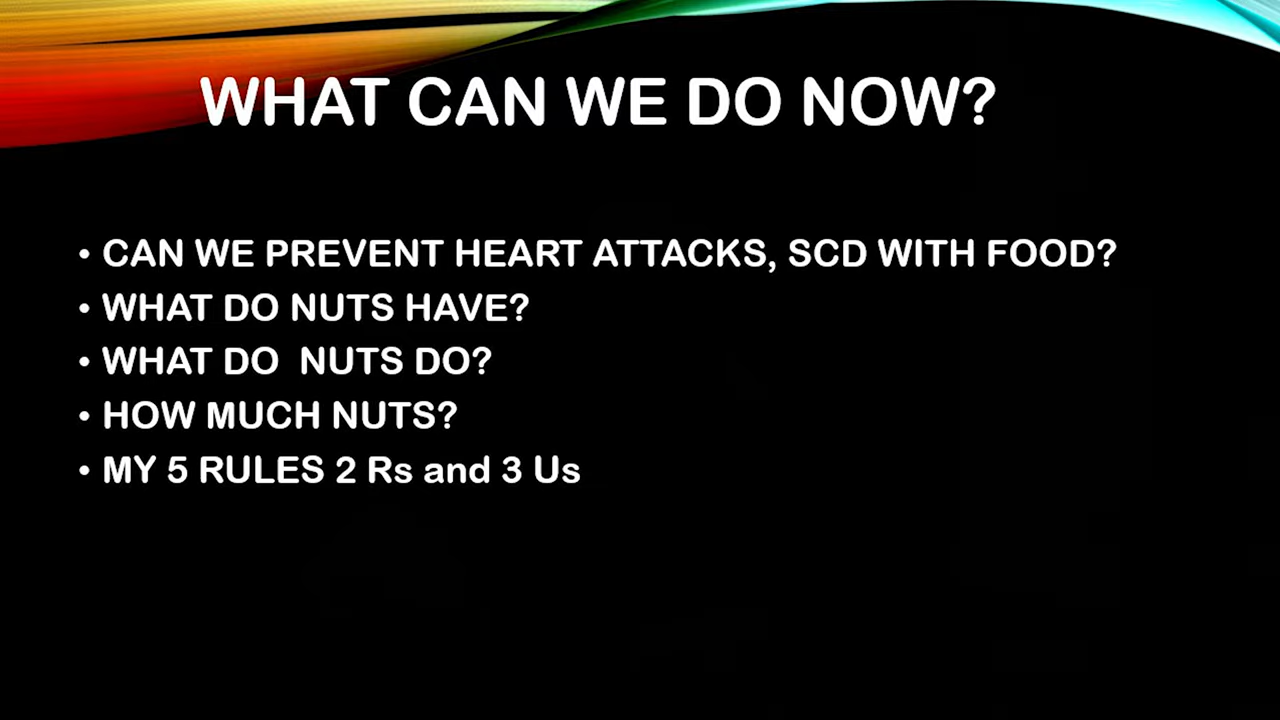 WHAT CAN WE DO NOW?
• CAN WE PREVENT HEART ATTACKS, SCD WITH FOOD?
• WHAT DO NUTS HAVE?
• WHAT DO  NUTS DO?
• HOW MUCH NUTS?
• MY 5 RULES 2 Rs and 3 Us